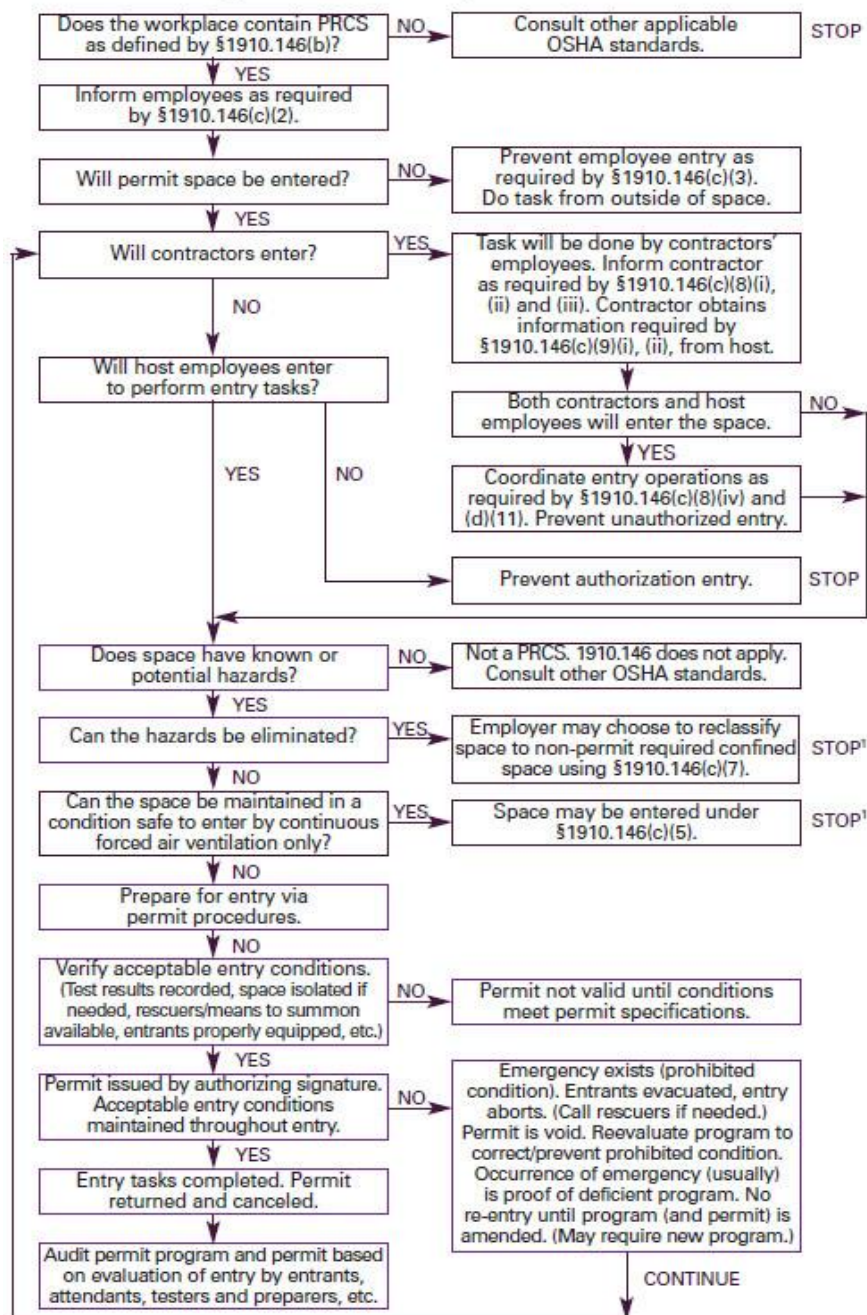 Does the workplace contain PRCS
as defined by §1910.146(b)?
NO
Consult other applicable
OSHA standards.
STOP
YES
Inform employees as required
by §1910.146(c)(2).
Will permit space be entered?
NO
Prevent employee entry as
required by §1910.146(c)(3).
Do task from outside of space.
YES
Will contractors enter?
YES
Task will be done by contractors'
employees. Inform contractor
as required by §1910.146(c)(8)(i),
(ii) and (iii). Contractor obtains
information required by
§1910.146(c)(9)(i), (ii), from host.
NO
Will host employees enter
to perform entry tasks?
Both contractors and host
employees will enter the space.
NO
YES
YES
NO
Coordinate entry operations as
required by §1910.146(c)(8)(iv) and
(d)(11). Prevent unauthorized entry.
Prevent authorization entry.
STOP
Does space have known or
potential hazards?
NO
Not a PRCS. 1910.146 does not apply.
Consult other OSHA standards.
YES
Can the hazards be eliminated?
YES
Employer may choose to reclassify
space to non-permit required confined
space using §1910.146(c)(7).
STOP¹
NO
Can the space be maintained in a
condition safe to enter by continuous
forced air ventilation only?
YES
Space may be entered under
§1910.146(c)(5).
STOP¹
NO
Prepare for entry via
permit procedures.
NO
Verify acceptable entry conditions.
(Test results recorded, space isolated if
needed, rescuers/means to summon
available, entrants properly equipped, etc.)
NO
Permit not valid until conditions
meet permit specifications.
YES
Permit issued by authorizing signature.
Acceptable entry conditions
maintained throughout entry.
NO
Emergency exists (prohibited
condition). Entrants evacuated, entry
aborts. (Call rescuers if needed.)
Permit is void. Reevaluate program to
correct/prevent prohibited condition.
Occurrence of emergency (usually)
is proof of deficient program. No
re-entry until program (and permit) is
amended. (May require new program.)
YES
Entry tasks completed. Permit
returned and canceled.
Audit permit program and permit based
on evaluation of entry by entrants,
attendants, testers and preparers, etc.
CONTINUE